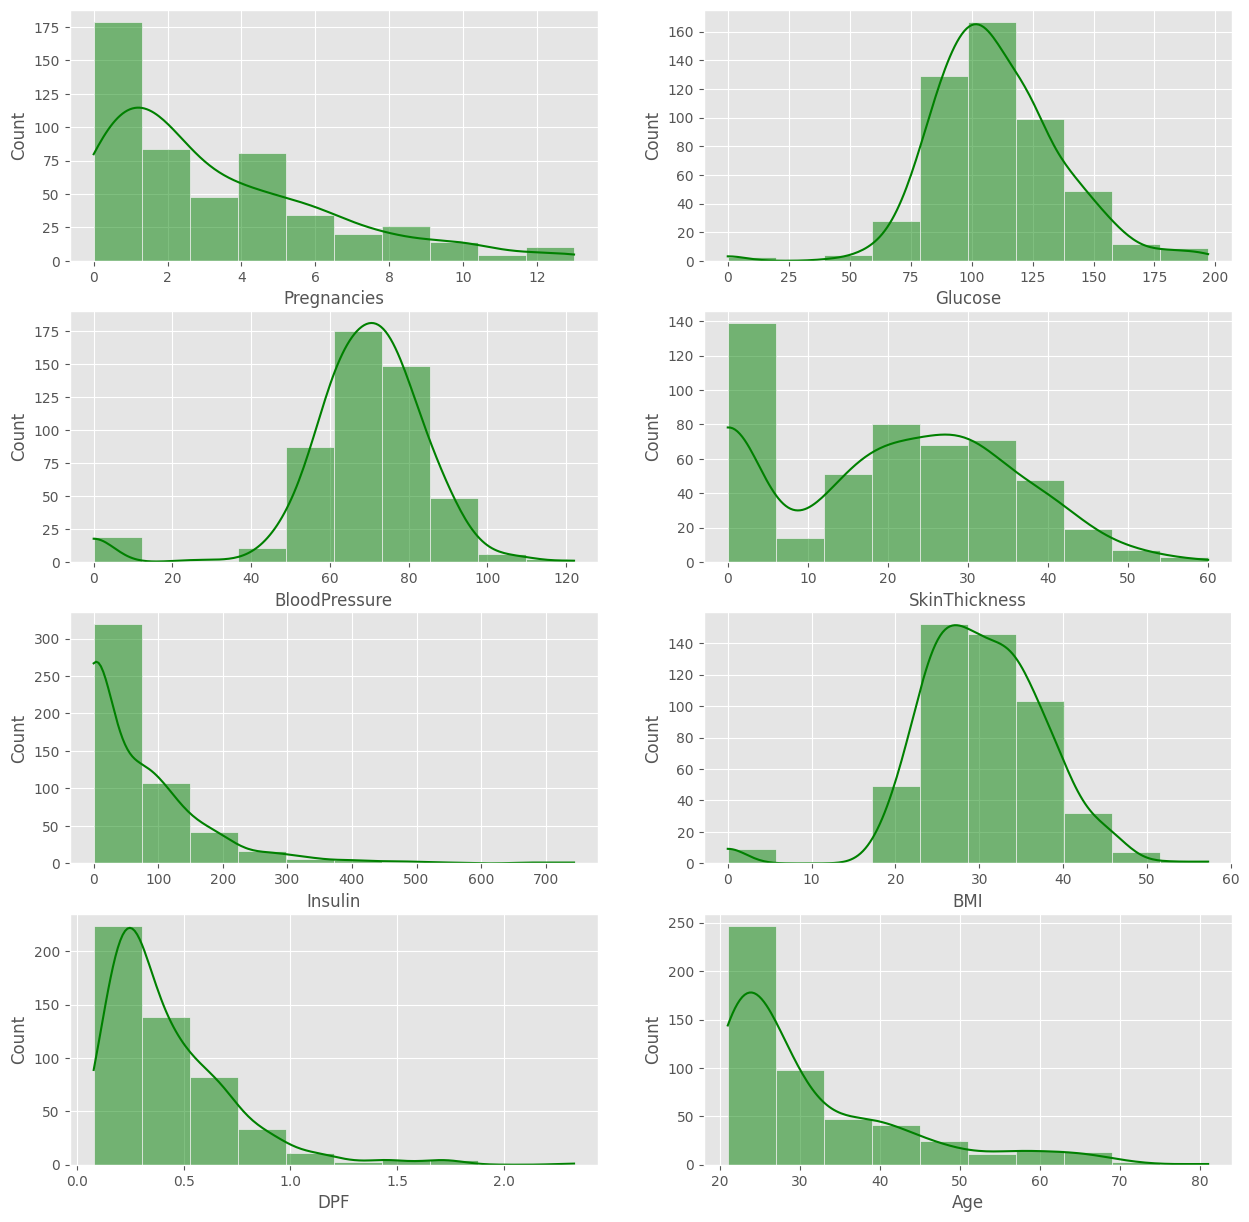 Count
175
150
125
100
75
50
25
0
0 2 4 6 8 10 12
Pregnancies
Count
160
140
120
100
80
60
40
20
0
0 25 50 75 100 125 150 175 200
Glucose
Count
175
150
125
100
75
50
25
0
0 20 40 60 80 100 120
BloodPressure
Count
140
120
100
80
60
40
20
0
0 10 20 30 40 50 60
SkinThickness
Count
300
250
200
150
100
50
0
0 100 200 300 400 500 600 700
Insulin
Count
140
120
100
80
60
40
20
0
0 10 20 30 40 50 60
BMI
Count
200
150
100
50
0
0.0 0.5 1.0 1.5 2.0
DPF
Count
250
200
150
100
50
0
20 30 40 50 60 70 80
Age